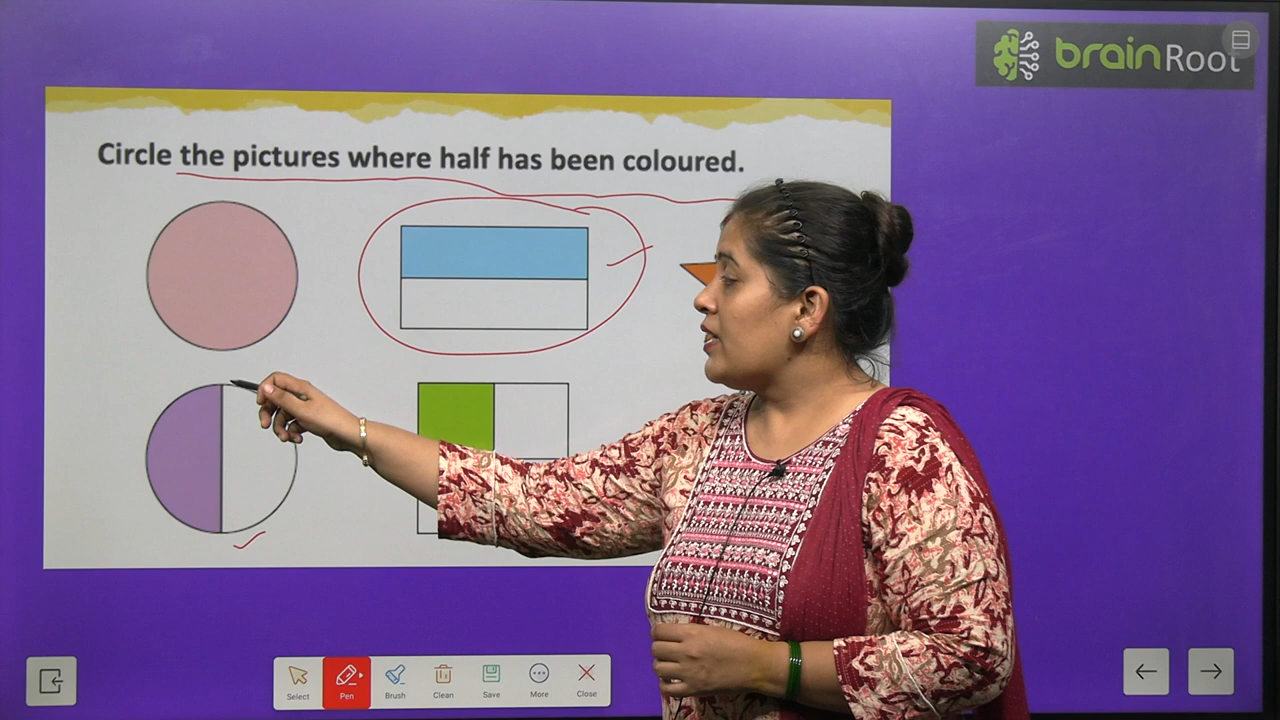 brainRoot
Circle the pictures where half has been coloured.
Select Pen Brush Clean Save More Close